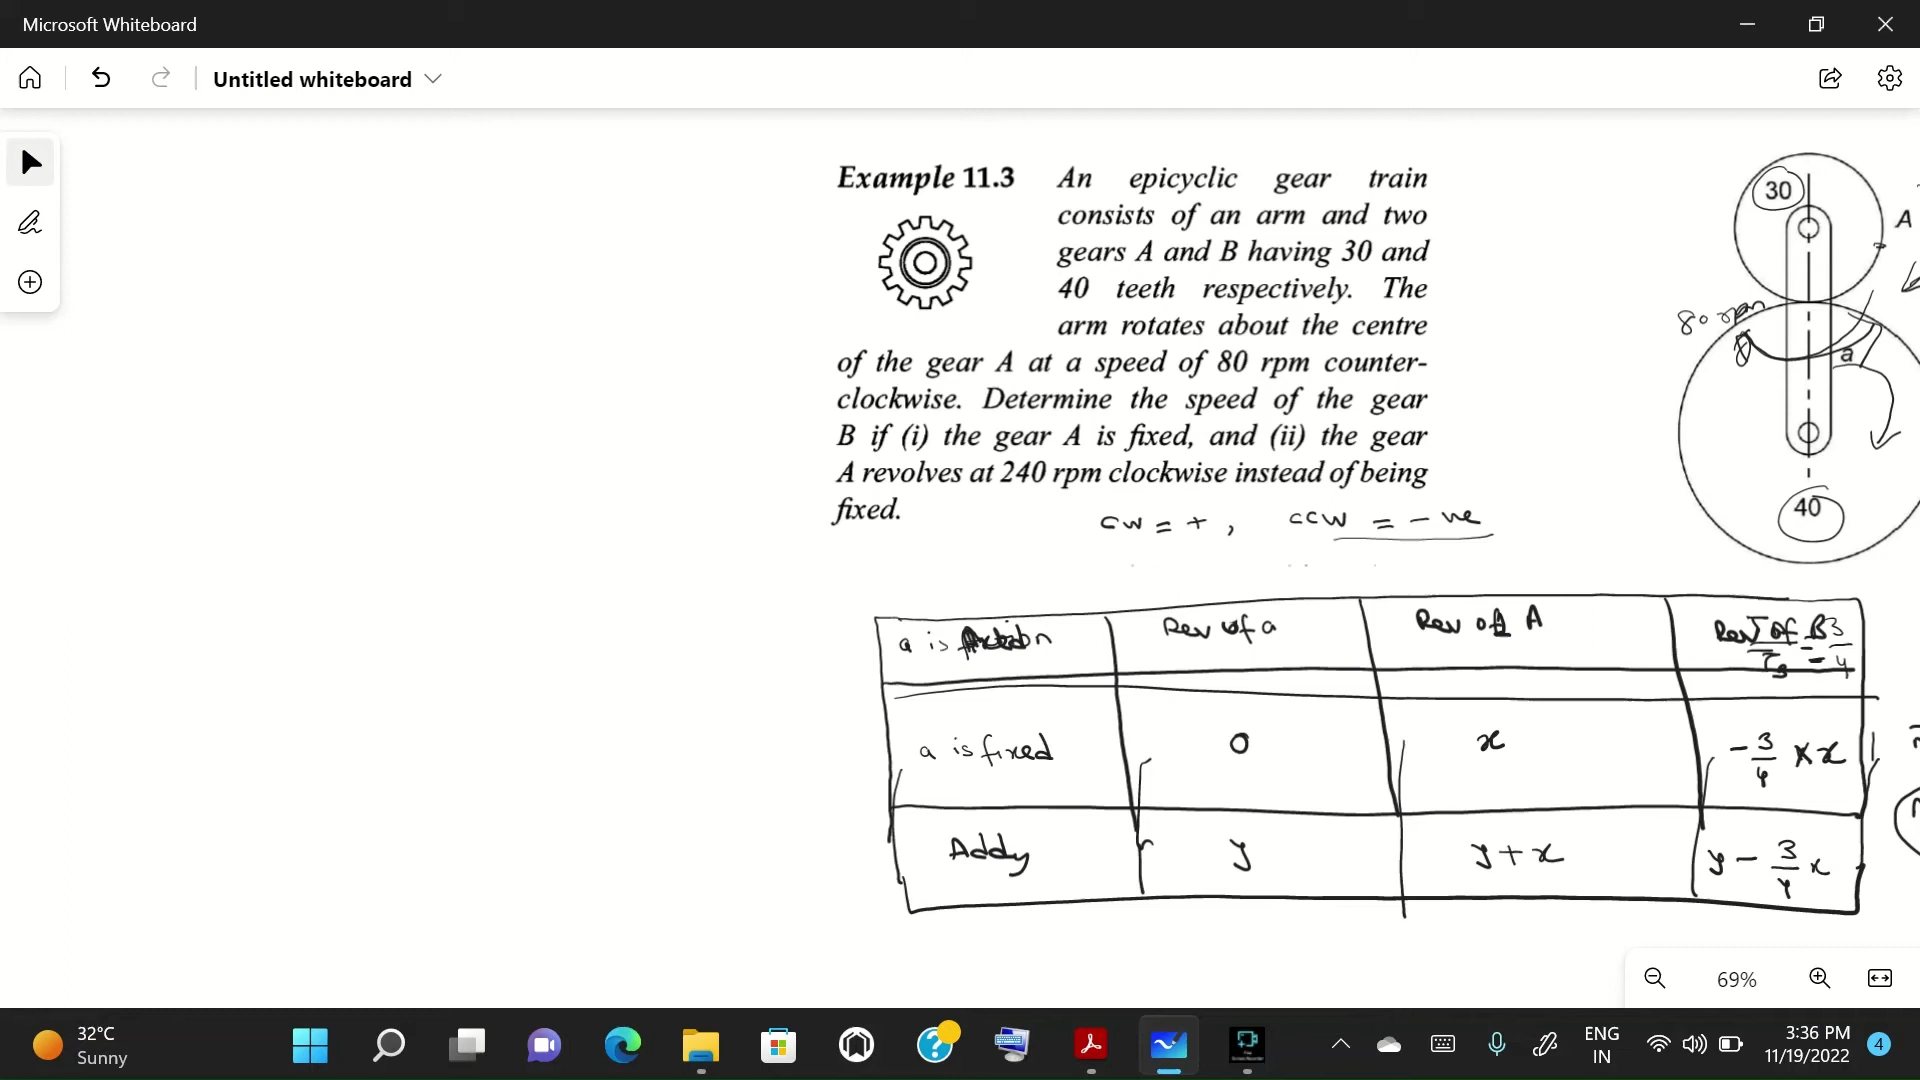 Microsoft Whiteboard
Untitled whiteboard
Example 11.3 An epicyclic gear train
consists of an arm and two
gears A and B having 30 and
40 teeth respectively. The
arm rotates about the centre
of the gear A at a speed of 80 rpm counter-
clockwise. Determine the speed of the gear
B if (i) the gear A is fixed, and (ii) the gear
A revolves at 240 rpm clockwise instead of being
fixed.
cw = + , ccw = - ve
30
A
80 rpm
a
40
a is Rev of a Rev of A Rev of B
a is fixed 0 x - 3/4 × x
Add y y y + x y - 3/4 x
69%
32°C
Sunny
ENG
IN
3:36 PM
11/19/2022
4